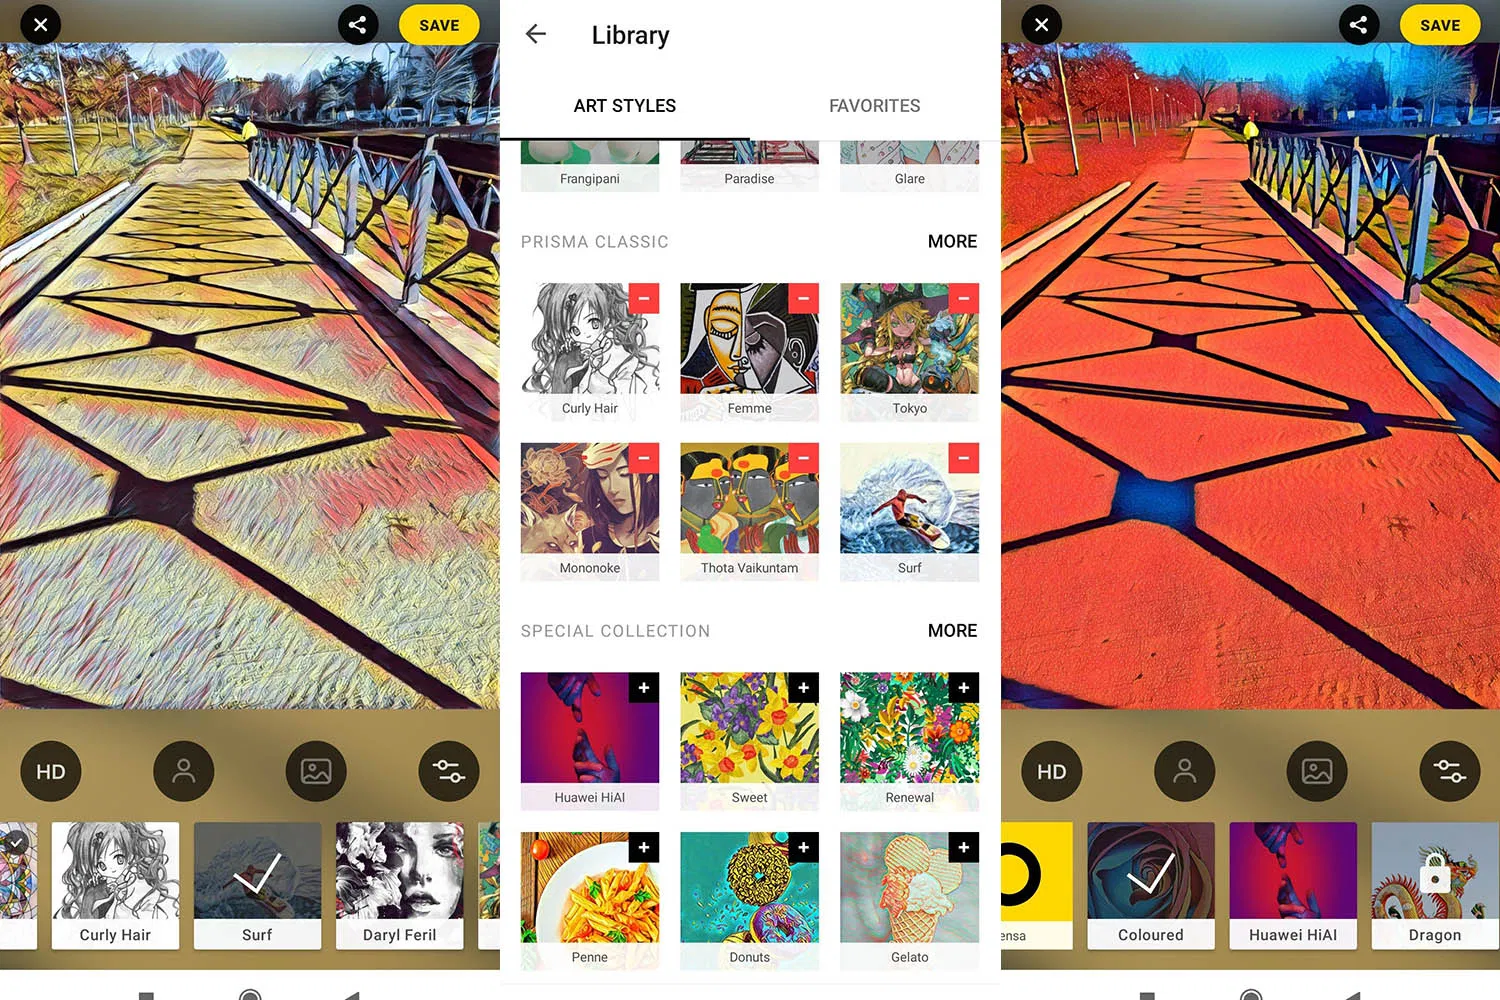 SAVE
HD
Curly Hair
Surf
Daryl Feril
Library
ART STYLES
FAVORITES
Frangipani
Paradise
Glare
PRISMA CLASSIC
MORE
Curly Hair
Femme
Tokyo
Mononoke
Thota Vaikuntam
Surf
SPECIAL COLLECTION
MORE
Huawei HiAI
Sweet
Renewal
Penne
Donuts
Gelato
SAVE
HD
ensa
Coloured
Huawei HiAI
Dragon